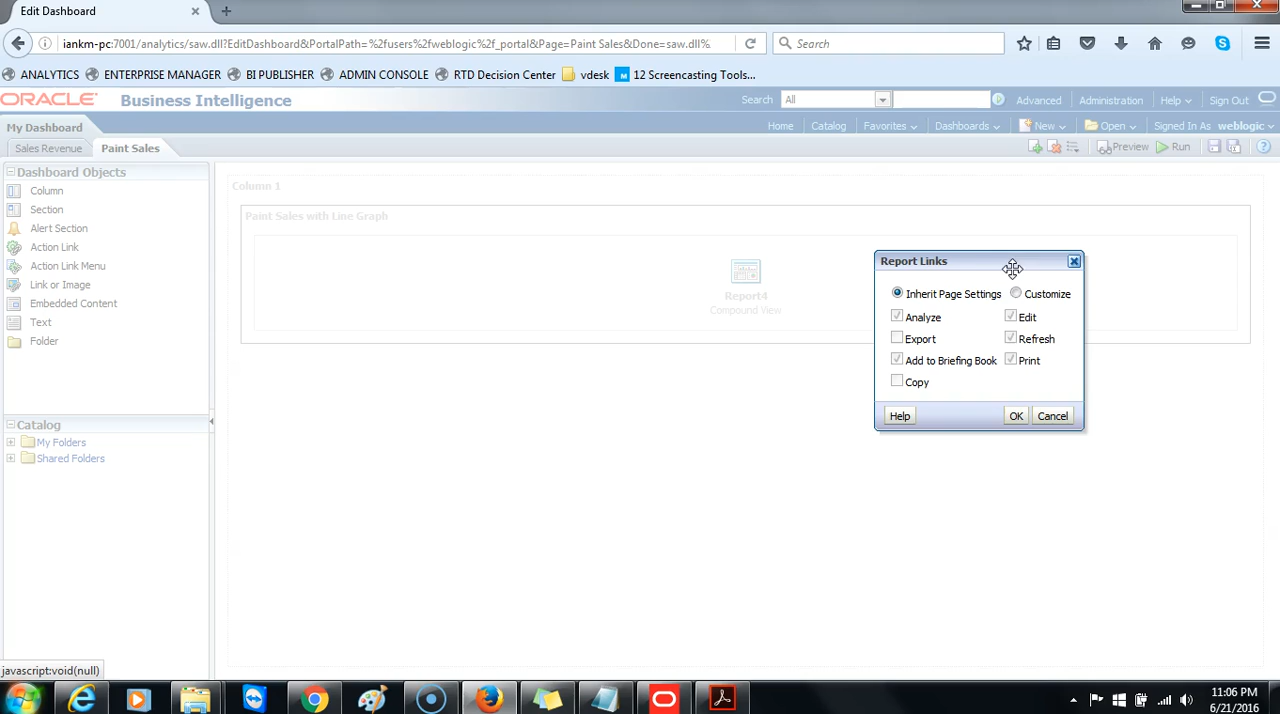 Edit Dashboard
iankm-pc:7001/analytics/saw.dll?EditDashboard&PortalPath=%2fusers%2fweblogic%2f_portal&Page=Paint Sales&Done=saw.dll%
Search
ANALYTICS ENTERPRISE MANAGER BI PUBLISHER ADMIN CONSOLE RTD Decision Center vdesk 12 Screencasting Tools...
ORACLE Business Intelligence
Search All Advanced Administration Help Sign Out
My Dashboard
Home Catalog Favorites Dashboards New Open Signed In As weblogic
Sales Revenue Paint Sales
Preview Run
Dashboard Objects
Column
Section
Alert Section
Action Link
Action Link Menu
Link or Image
Embedded Content
Text
Folder
Catalog
My Folders
Shared Folders
Column 1
Paint Sales with Line Graph
Report4
Compound View
Report Links
Inherit Page Settings Customize
Analyze Edit
Export Refresh
Add to Briefing Book Print
Copy
Help OK Cancel
javascript:void(null)
11:06 PM
6/21/2016